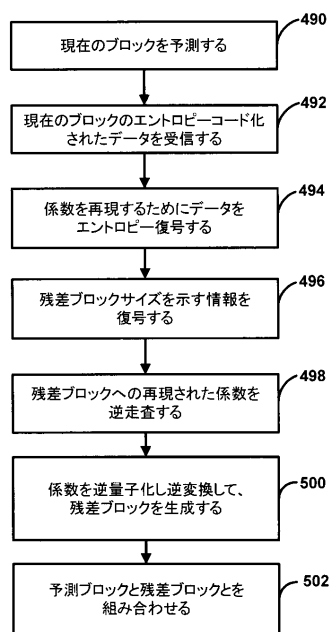 490
現在のブロックを予測する
492
現在のブロックのエントロピーコード化
されたデータを受信する
494
係数を再現するためにデータを
エントロピー復号する
496
残差ブロックサイズを示す情報を
復号する
498
残差ブロックへの再現された係数を
逆走査する
500
係数を逆量子化し逆変換して、
残差ブロックを生成する
502
予測ブロックと残差ブロックとを
組み合わせる